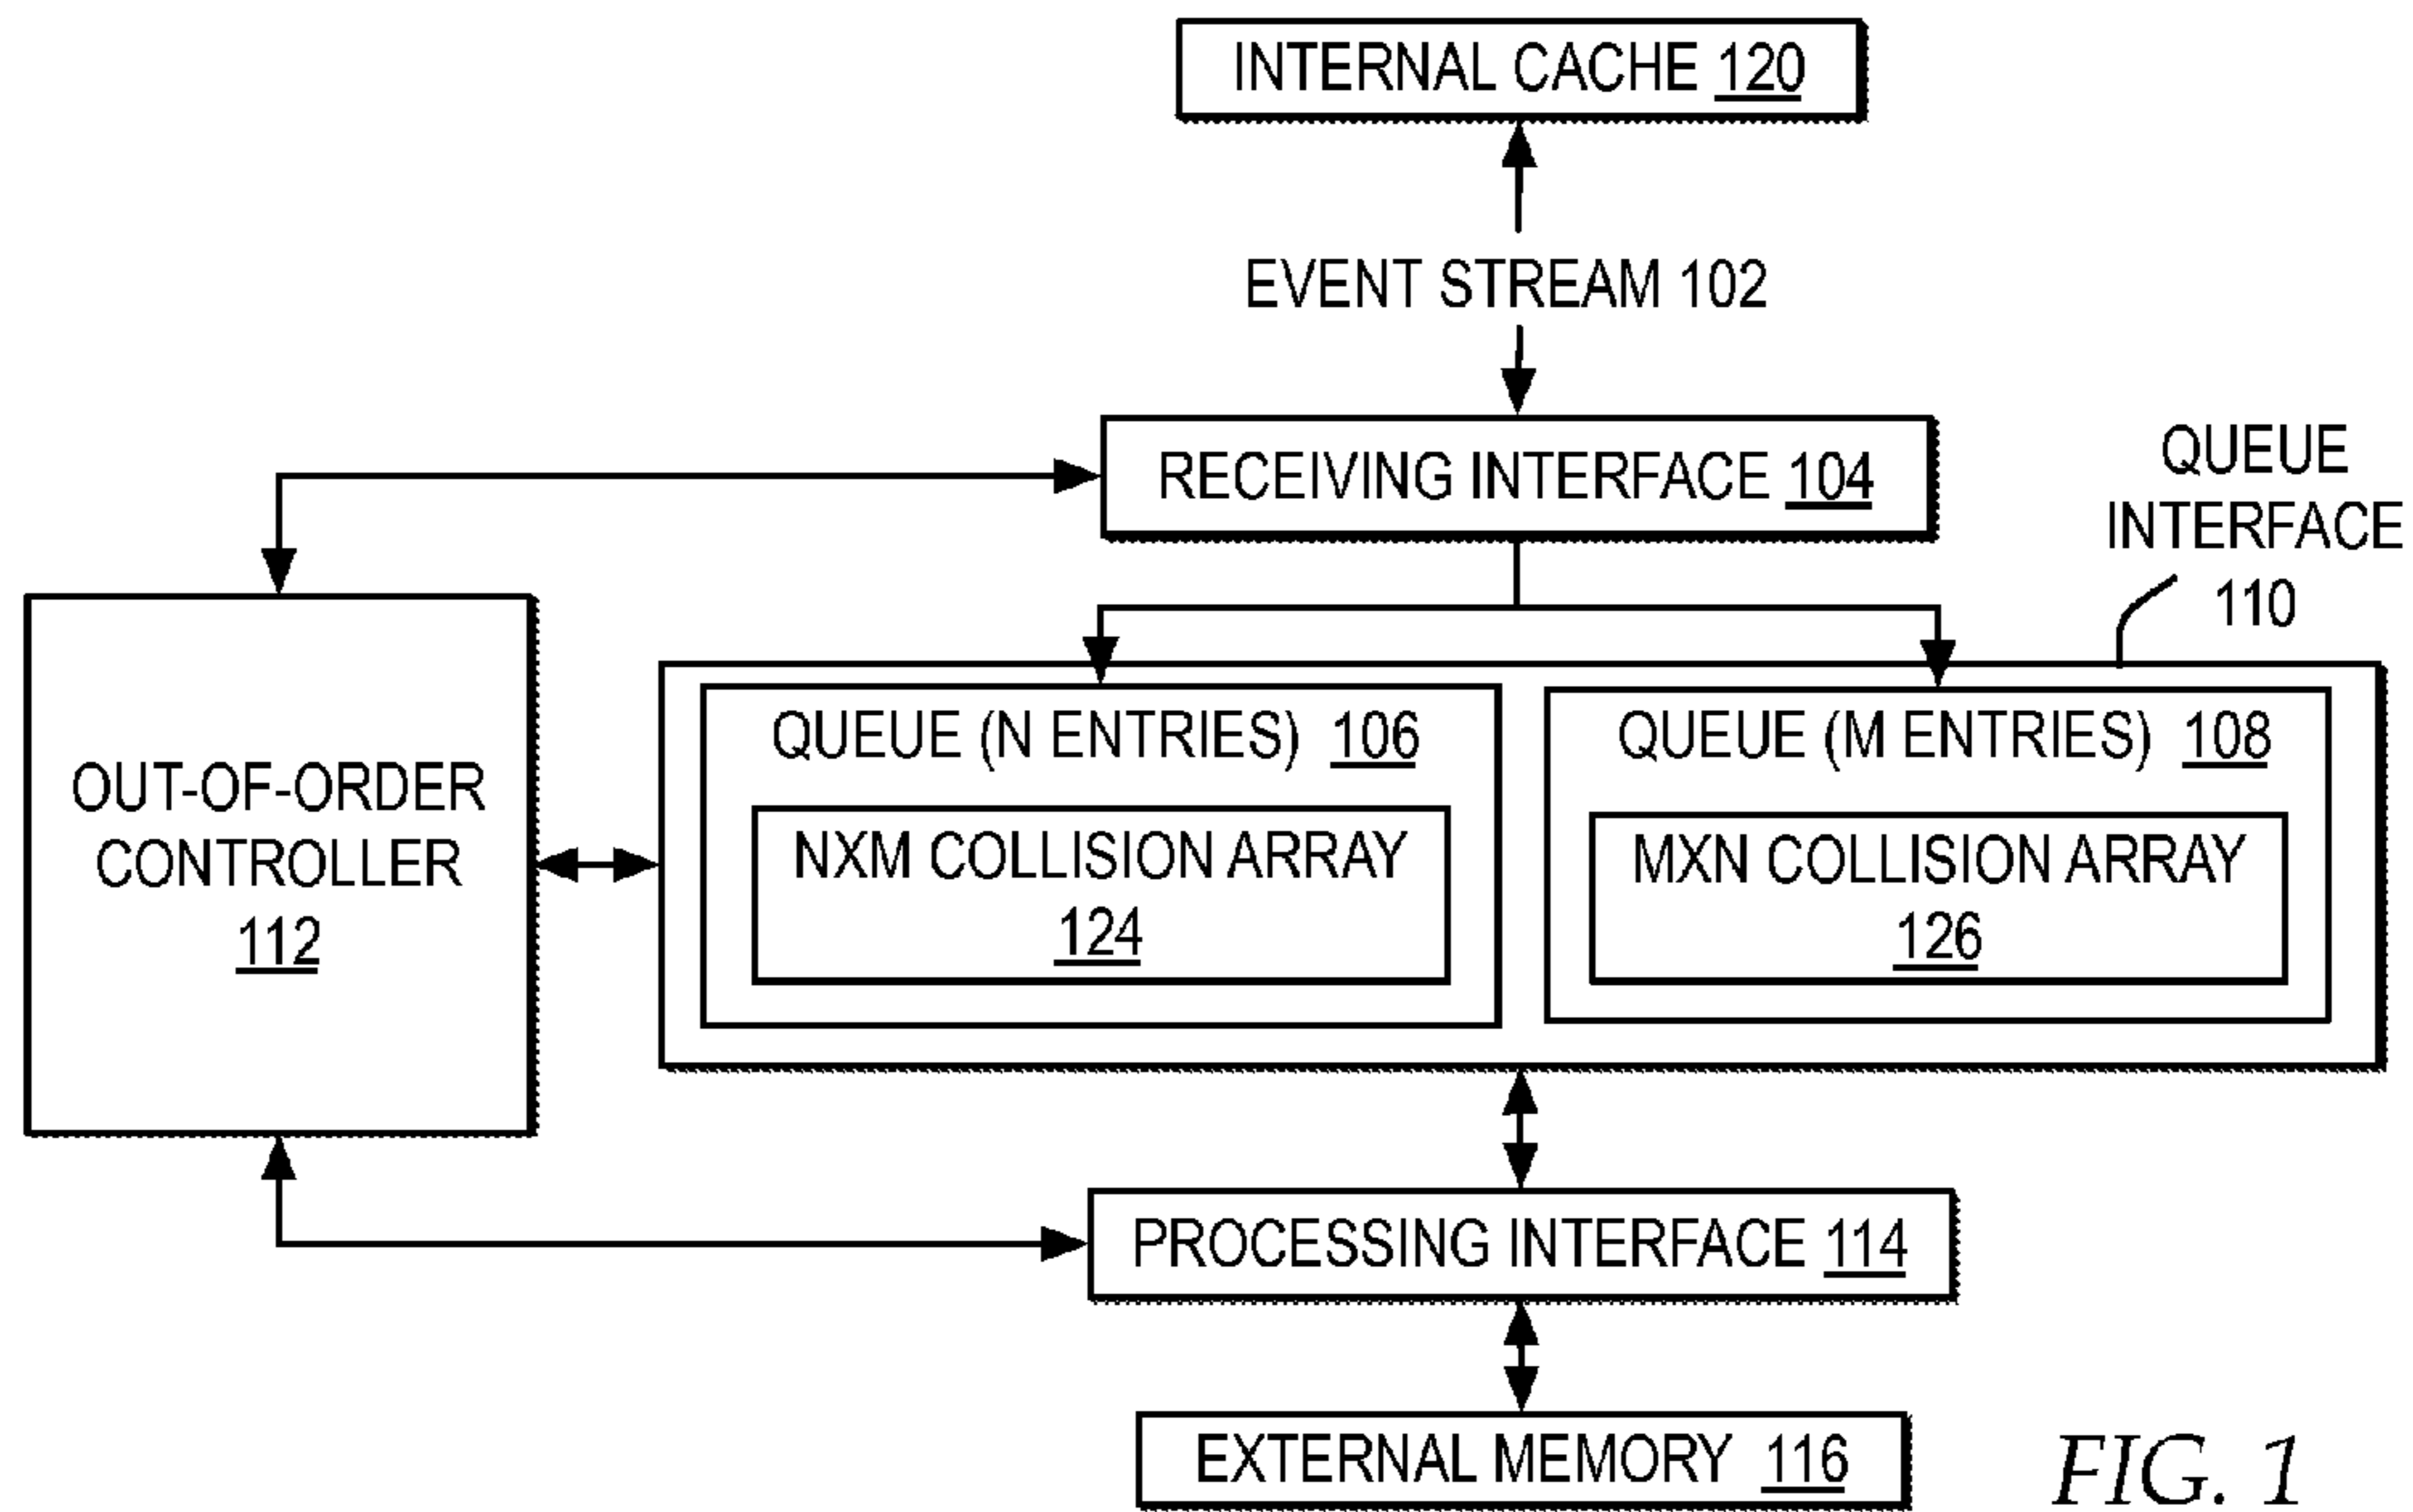 INTERNAL CACHE 120
EVENT STREAM 102
RECEIVING INTERFACE 104
QUEUE
INTERFACE
110
OUT-OF-ORDER
CONTROLLER
112
QUEUE (N ENTRIES) 106
NXM COLLISION ARRAY
124
QUEUE (M ENTRIES) 108
MXN COLLISION ARRAY
126
PROCESSING INTERFACE 114
EXTERNAL MEMORY 116
FIG. 1